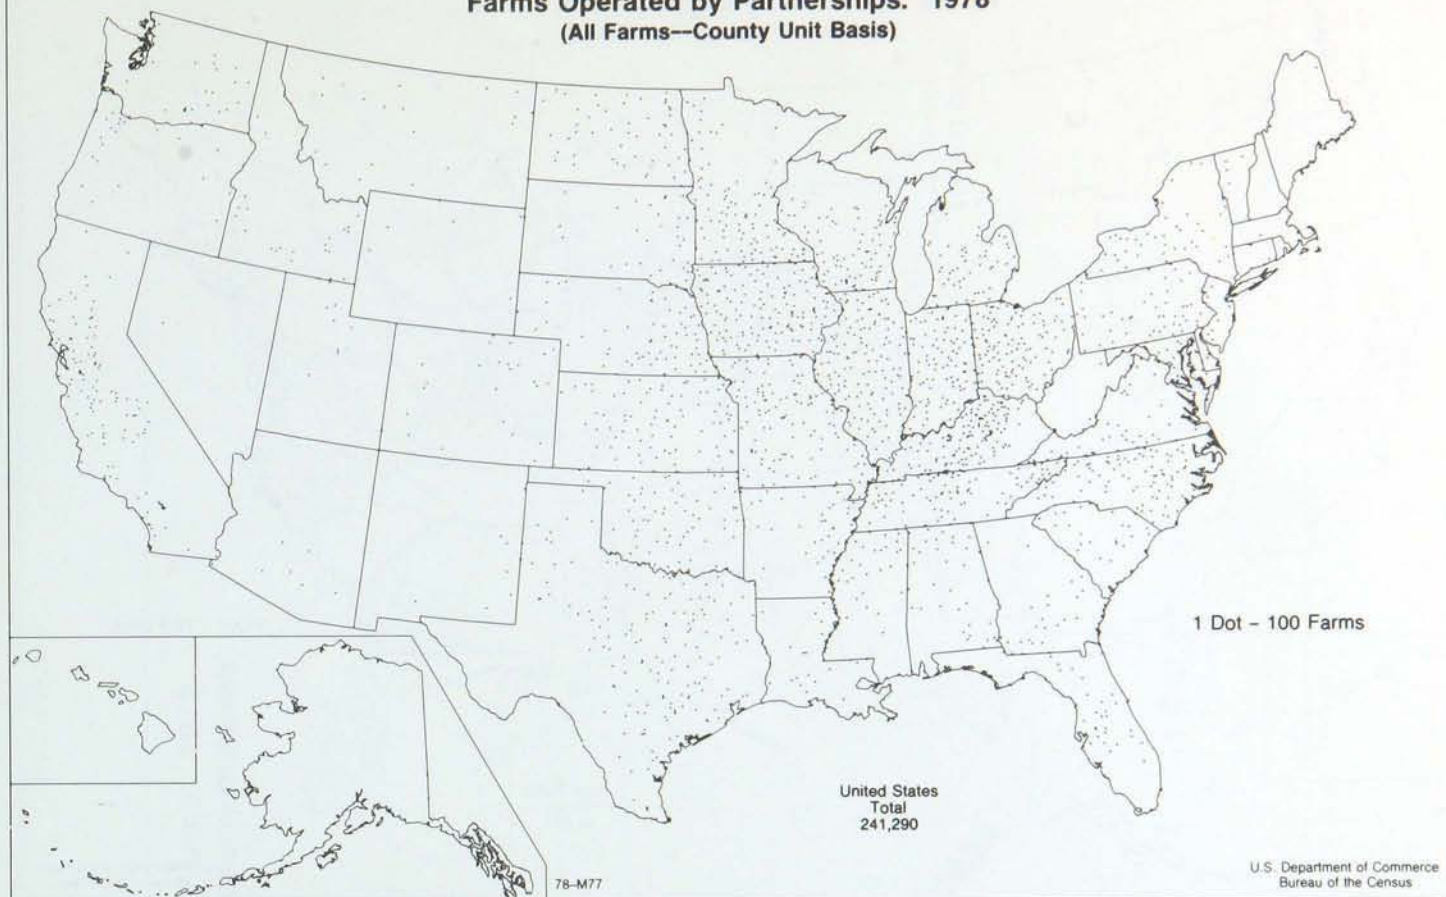 Farms Operated by Partnerships: 1978
(All Farms--County Unit Basis)
1 Dot – 100 Farms
United States
Total
241,290
78–M77
U.S. Department of Commerce
Bureau of the Census